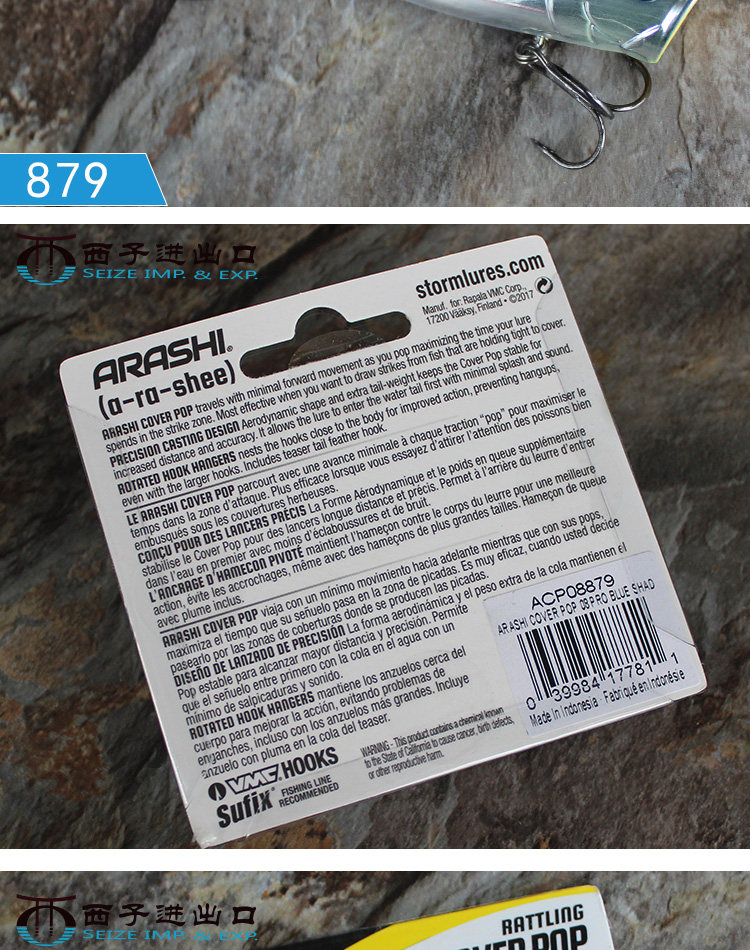 879
西子进出口
SEIZE IMP. & EXP.
stormlures.com
Manuf. for: Rapala VMC Corp.,
17200 Vääksy, Finland • ©2017
ARASHI®
(a-ra-shee)
ARASHI COVER POP travels with minimal forward movement as you pop maximizing the time your lure
spends in the strike zone. Most effective when you want to draw strikes from fish that are holding tight to cover.
PRECISION CASTING DESIGN Aerodynamic shape and extra tail-weight keeps the Cover Pop stable for
increased distance and accuracy. It allows the lure to enter the water tail first with minimal splash and sound.
ROTATED HOOK HANGERS nests the hooks close to the body for improved action, preventing hangups,
even with the larger hooks. Includes teaser tail feather hook.
LE ARASHI COVER POP parcourt avec une avance minimale à chaque traction "pop" pour maximiser le
temps dans la zone d'attaque. Plus efficace lorsque vous essayez d'attirer l'attention des poissons bien
embusqués sous les couvertures herbeuses.
CONÇU POUR DES LANCERS PRÉCIS La Forme Aérodynamique et le poids en queue supplémentaire
stabilise le Cover Pop pour des lancers longue distance et précis. Permet à l'arrière du leurre d'entrer
dans l'eau en premier avec moins d'éclaboussures et de bruit.
L'ANCRAGE D'HAMEÇON PIVOTÉ maintient l'hameçon contre le corps du leurre pour une meilleure
action, évite les accrochages, même avec des hameçons de plus grandes tailles. Hameçon de queue
avec plume inclus.
ARASHI COVER POP viaja con un mínimo movimiento hacia adelante mientras que con sus pops,
maximiza el tiempo que su señuelo pasa en la zona de picadas. Es muy eficaz, cuando usted decide
pasearlo por las zonas de coberturas donde se producen las picadas.
DISEÑO DE LANZADO DE PRECISIÓN La forma aerodinámica y el peso extra de la cola mantienen el
Pop estable para alcanzar mayor distancia y precisión. Permite
que el señuelo entre primero con la cola en el agua con un
mínimo de salpicaduras y sonido.
ROTATED HOOK HANGERS mantiene los anzuelos cerca del
cuerpo para mejorar la acción, evitando problemas de
enganches, incluso con los anzuelos más grandes. Incluye
anzuelo con pluma en la cola del teaser.
ACP08879
ARASHI COVER POP 08 PRO BLUE SHAD
0 39984 17781 1
Made in Indonesia Fabriqué en Indonésie
VMC® HOOKS
Sufix® FISHING LINE
RECOMMENDED
WARNING - This product contains a chemical known
to the State of California to cause cancer, birth defects,
or other reproductive harm.
西子进出口
SEIZE IMP. & EXP.
RATTLING
COVER POP